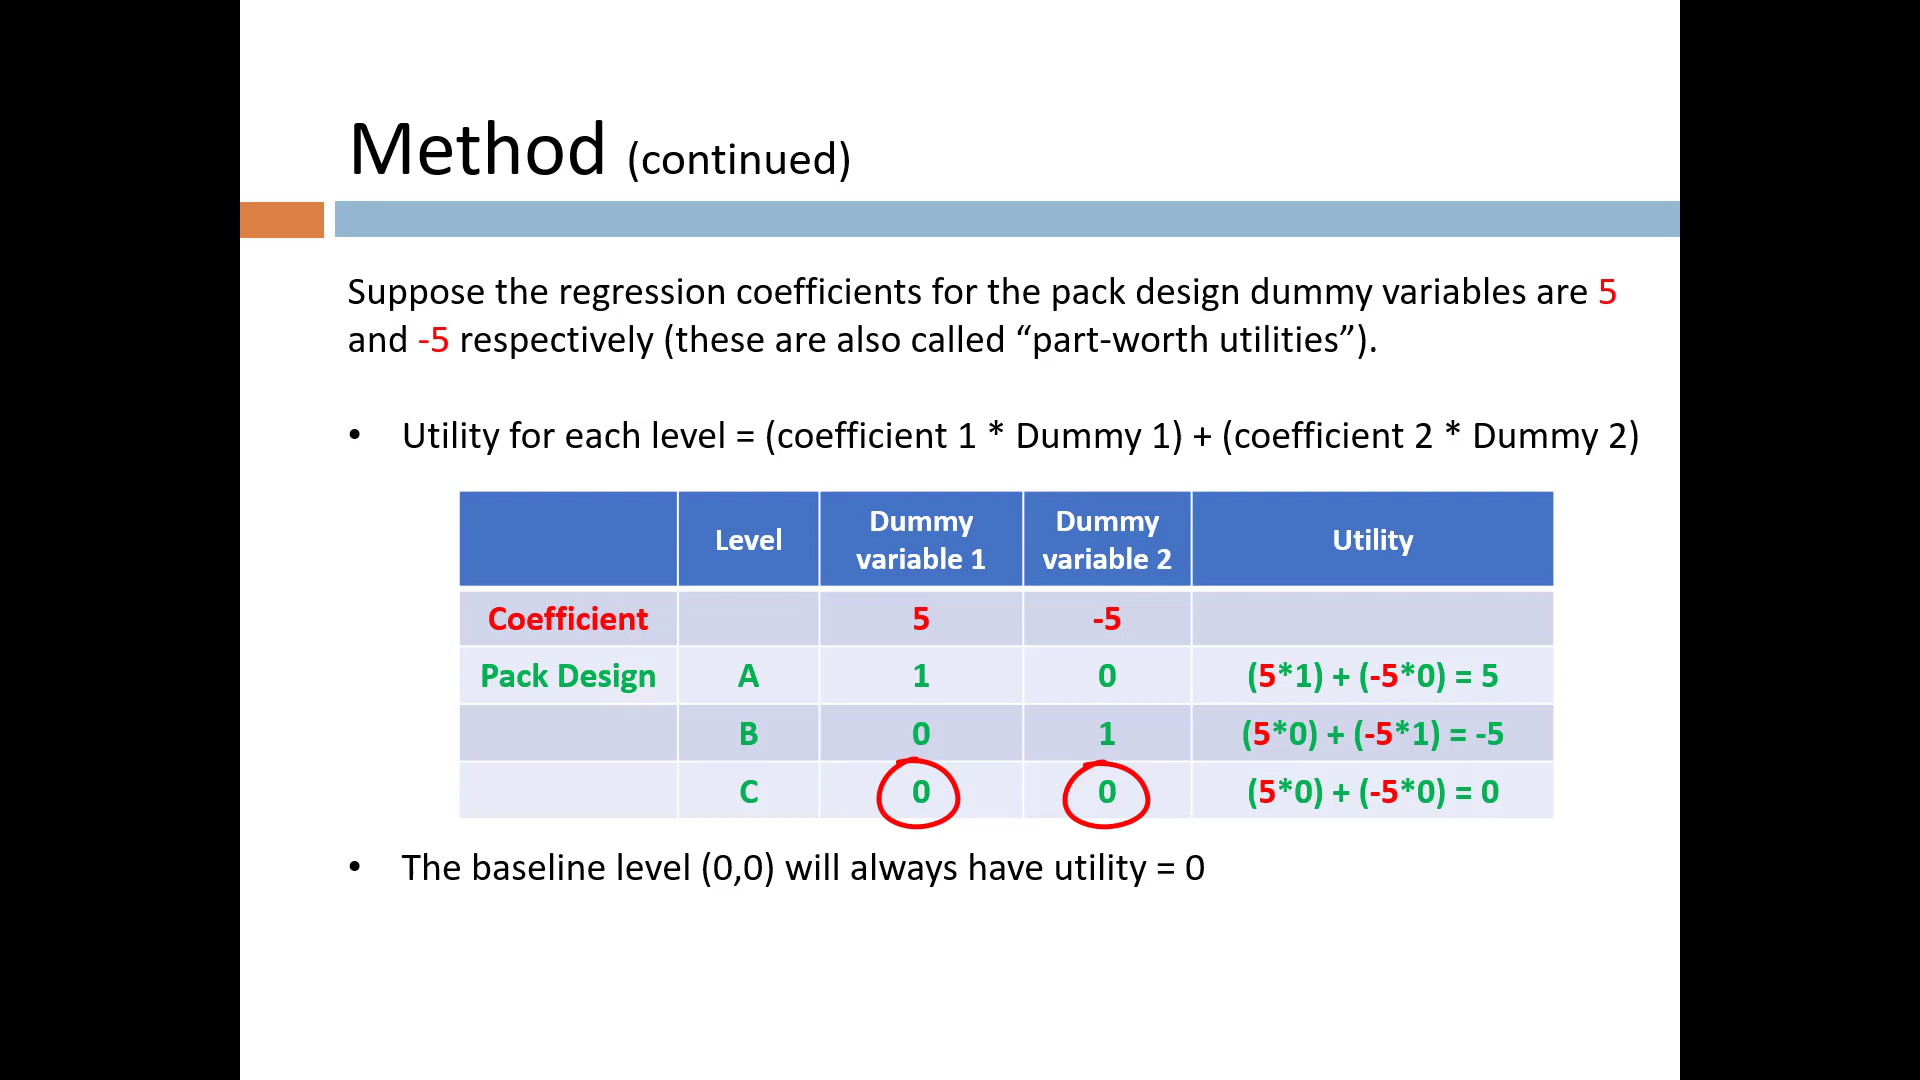 Method (continued)
Suppose the regression coefficients for the pack design dummy variables are 5
and -5 respectively (these are also called “part-worth utilities”).
• Utility for each level = (coefficient 1 * Dummy 1) + (coefficient 2 * Dummy 2)
Level Dummy variable 1 Dummy variable 2 Utility
Coefficient 5 -5
Pack Design A 1 0 (5*1) + (-5*0) = 5
B 0 1 (5*0) + (-5*1) = -5
C 0 0 (5*0) + (-5*0) = 0
• The baseline level (0,0) will always have utility = 0